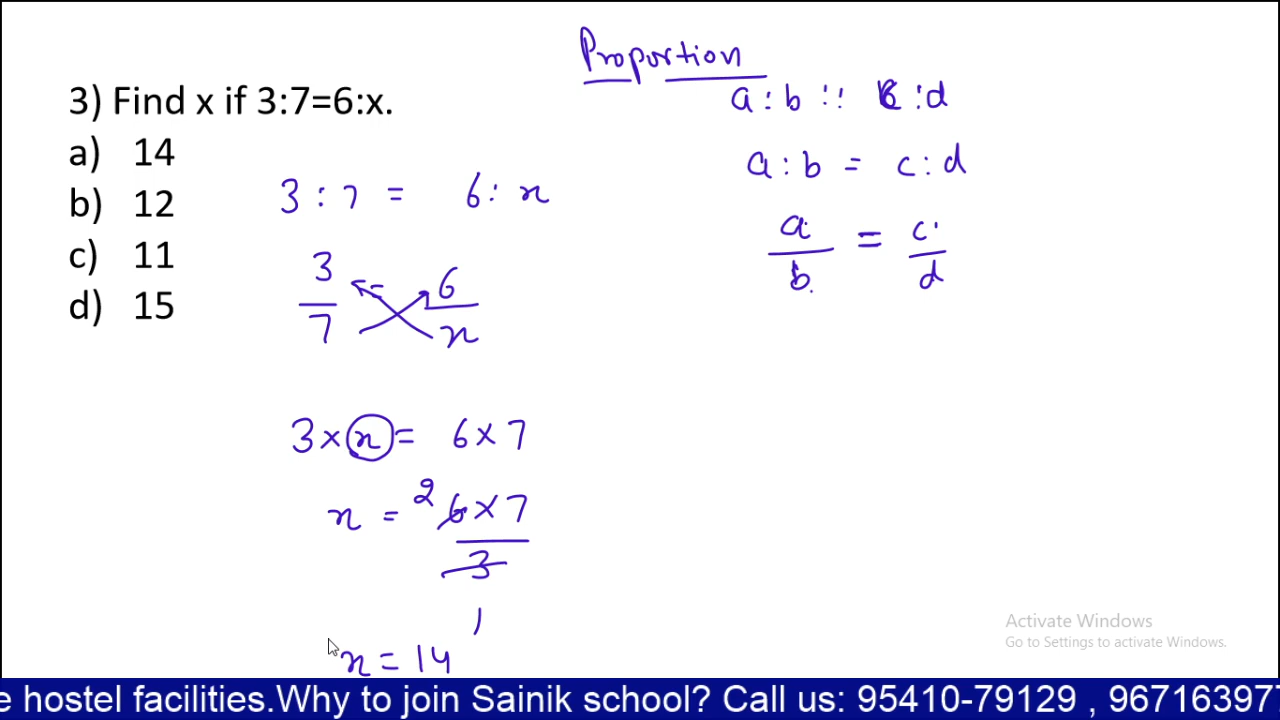 Proportion
a : b :: c : d
a : b = c : d
a/b = c/d
3) Find x if 3:7=6:x.
a) 14
b) 12
c) 11
d) 15
3 : 7 = 6 : x
3/7 = 6/x
3 × x = 6 × 7
x = 2 6 × 7
3
1
x = 14
Activate Windows
Go to Settings to activate Windows.
e hostel facilities.Why to join Sainik school? Call us: 95410-79129 , 967163977